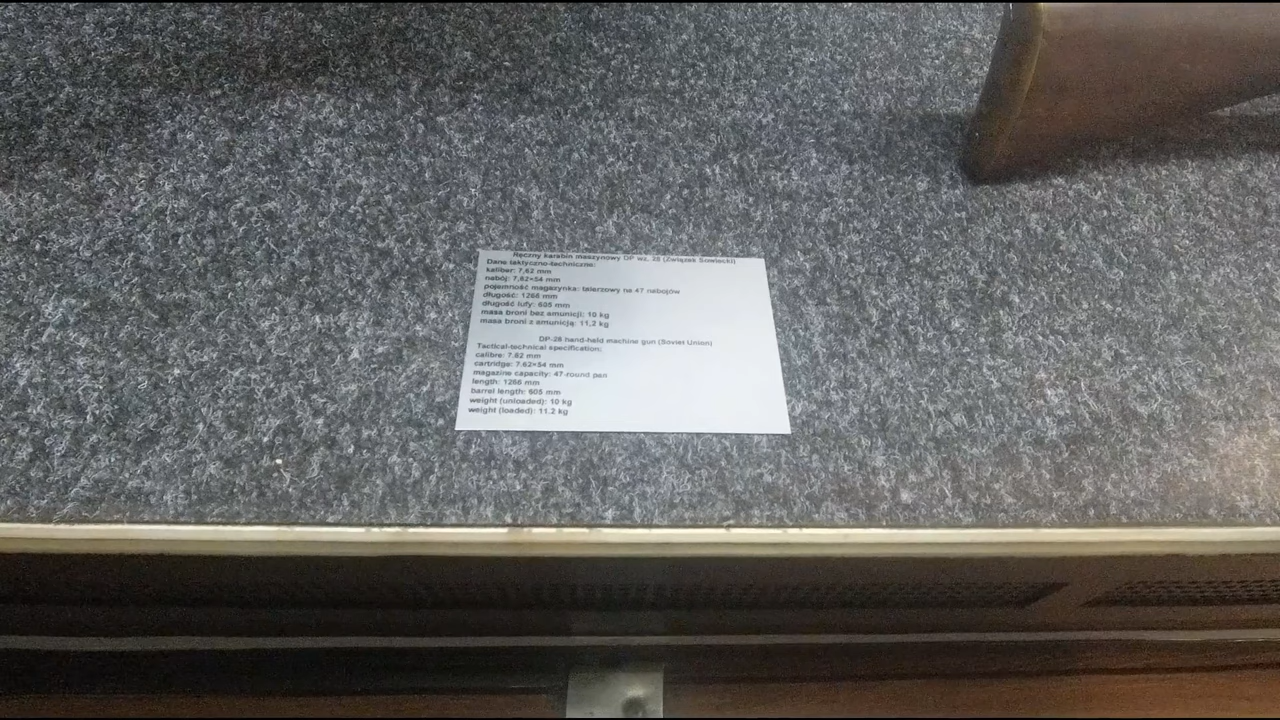 Ręczny karabin maszynowy DP wz. 28 (Związek Sowiecki)
Dane taktyczno-techniczne:
kaliber: 7,62 mm
nabój: 7,62×54 mm
pojemność magazynka: talerzowy na 47 nabojów
długość: 1266 mm
długość lufy: 605 mm
masa broni bez amunicji: 10 kg
masa broni z amunicją: 11,2 kg
DP-28 hand-held machine gun (Soviet Union)
Tactical-technical specification:
calibre: 7.62 mm
cartridge: 7.62×54 mm
magazine capacity: 47-round pan
length: 1266 mm
barrel length: 605 mm
weight (unloaded): 10 kg
weight (loaded): 11.2 kg